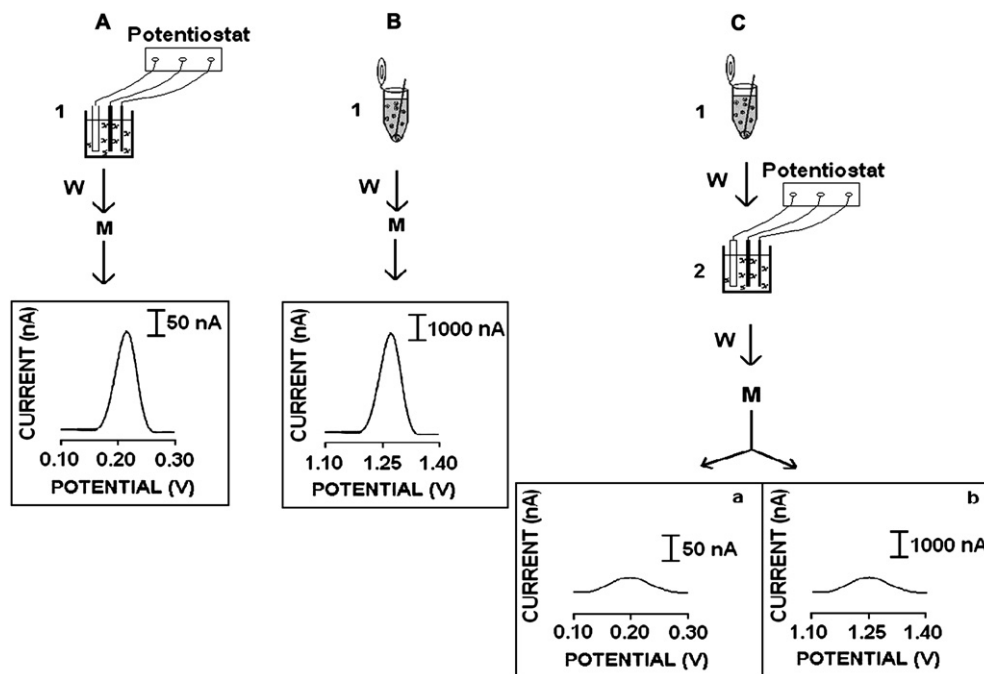 A
Potentiostat
1
W
M
CURRENT (nA)
50 nA
0.10 0.20 0.30
POTENTIAL (V)
B
1
W
M
CURRENT (nA)
1000 nA
1.10 1.25 1.40
POTENTIAL (V)
C
1
W
Potentiostat
2
W
M
a
CURRENT (nA)
50 nA
0.10 0.20 0.30
POTENTIAL (V)
b
CURRENT (nA)
1000 nA
1.10 1.25 1.40
POTENTIAL (V)